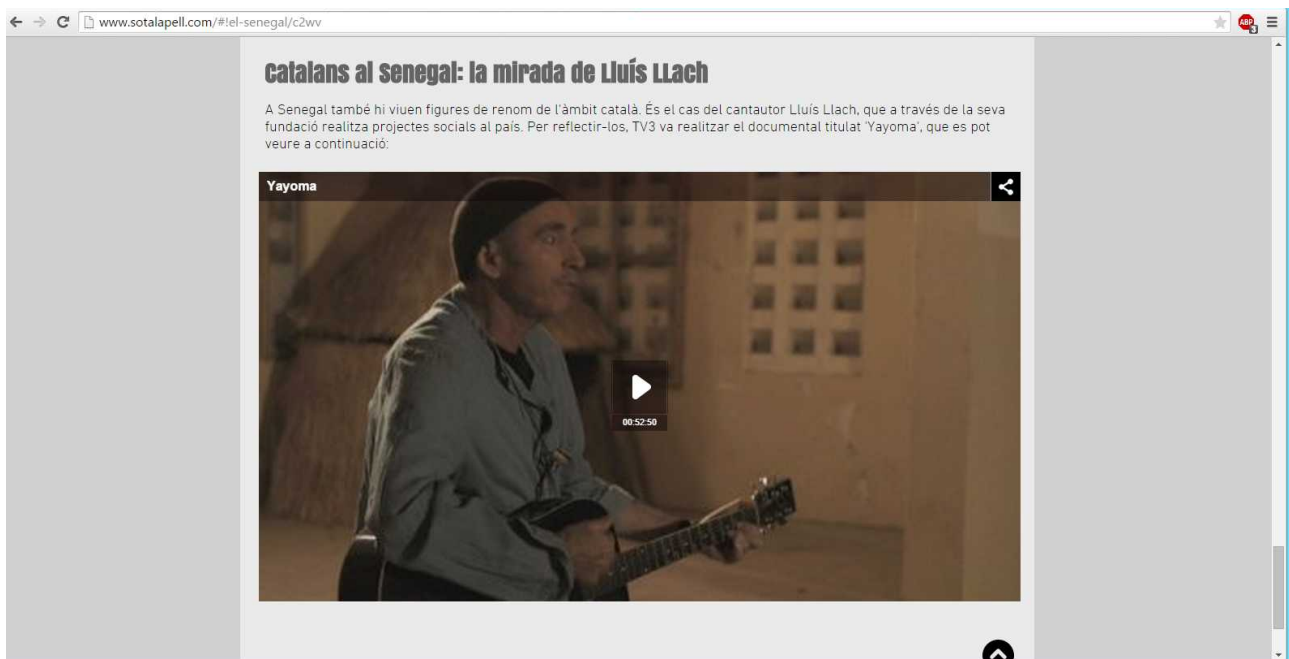 www.sotalapell.com/#!el-senegal/c2wv
ABP
3
Catalans al Senegal: la mirada de Lluís LLach
A Senegal també hi viuen figures de renom de l'àmbit català. És el cas del cantautor Lluís Llach, que a través de la seva
fundació realitza projectes socials al país. Per reflectir-los, TV3 va realitzar el documental titulat 'Yayoma', que es pot
veure a continuació:
Yayoma
00:52:50